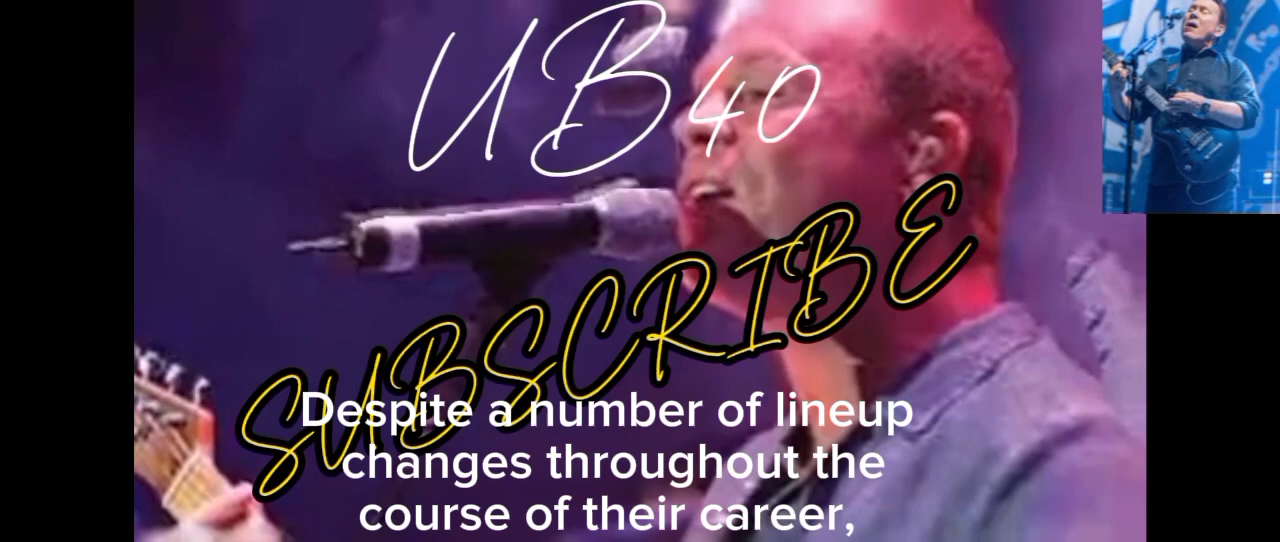 UB40
SUBSCRIBE
Despite a number of lineup
changes throughout the
course of their career,